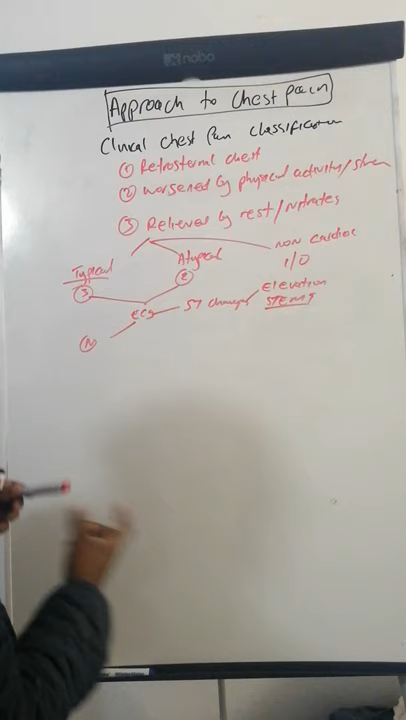 nobo
Approach to Chest pain
Clinical Chest Pain Classification
① Retrosternal chest
② Worsened by physical activity/stress
③ Relieved by rest/Nitrates
Typical
③
Atypical
②
non cardiac
1/0
ECG
ST changes
Elevation
STEMI
Ⓝ